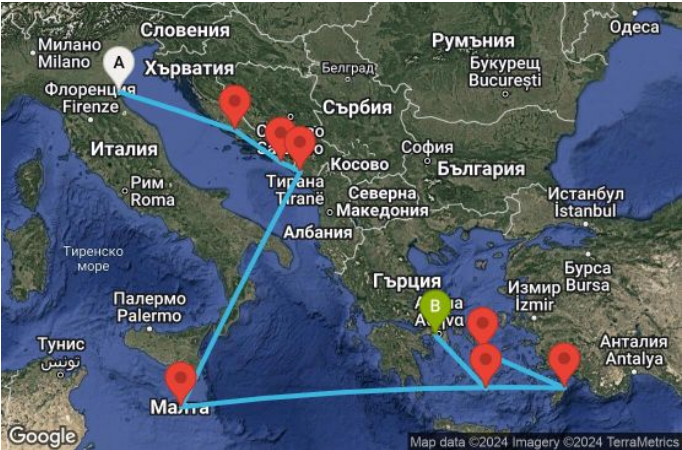 Милано
Milano
Словения
Хърватия
A
Флоренция
Firenze
Италия
Рим
Roma
Тиренско
море
Палермо
Palermo
Тунис
تونس
Малта
Белград
Сърбия
Румъния
Букурещ
București
Одеса
София
България
Косово
Тирана
Tiranë
Северна
Македония
Албания
Гърция
B
Истанбул
İstanbul
Бурса
Bursa
Измир
İzmir
Анталия
Antalya
Google
Map data ©2024 Imagery ©2024 TerraMetrics